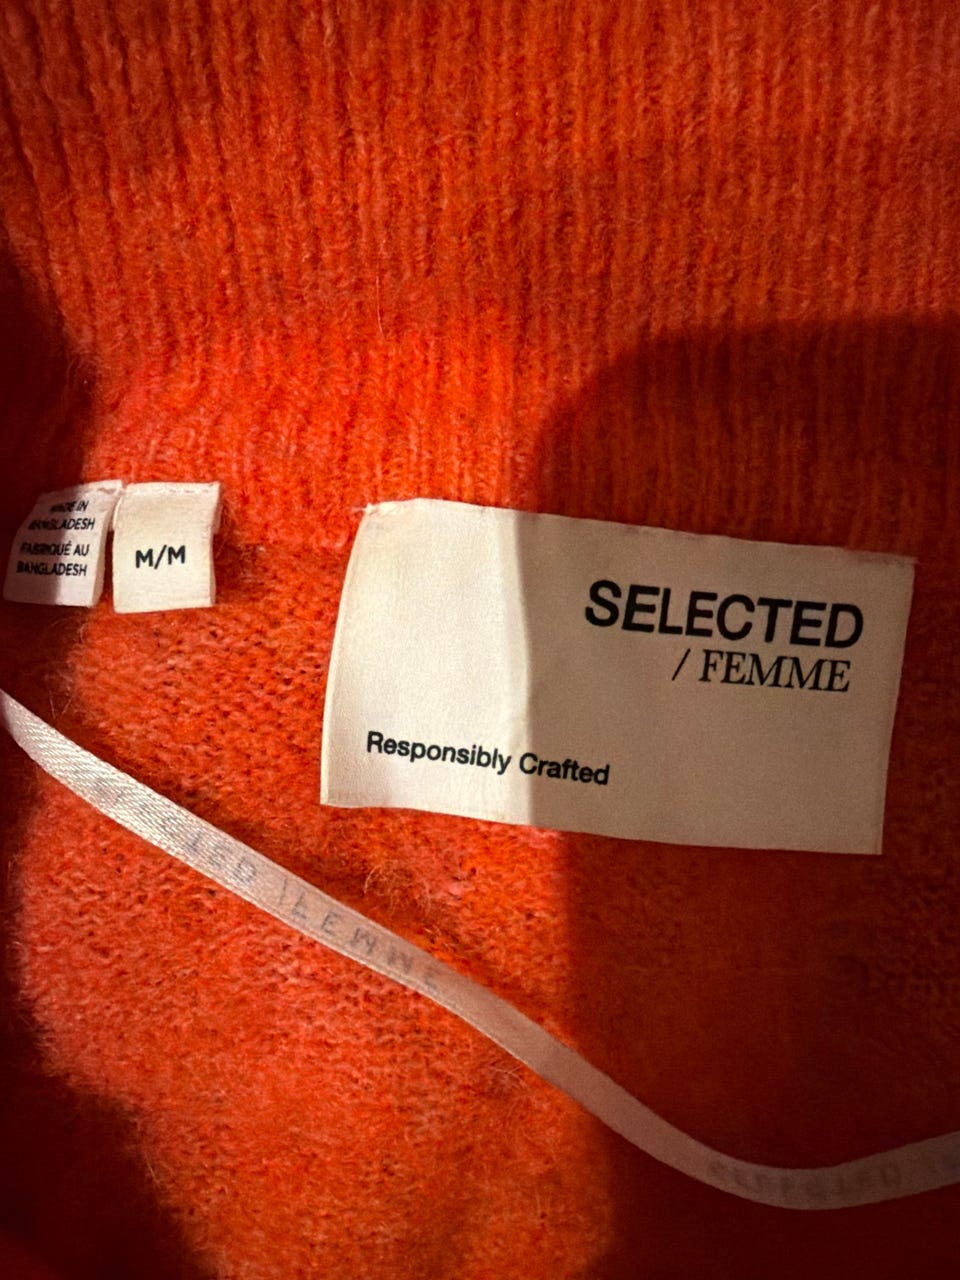 MADE IN
BANGLADESH
FABRIQUÉ AU
BANGLADESH
M/M
SELECTED
/ FEMME
Responsibly Crafted